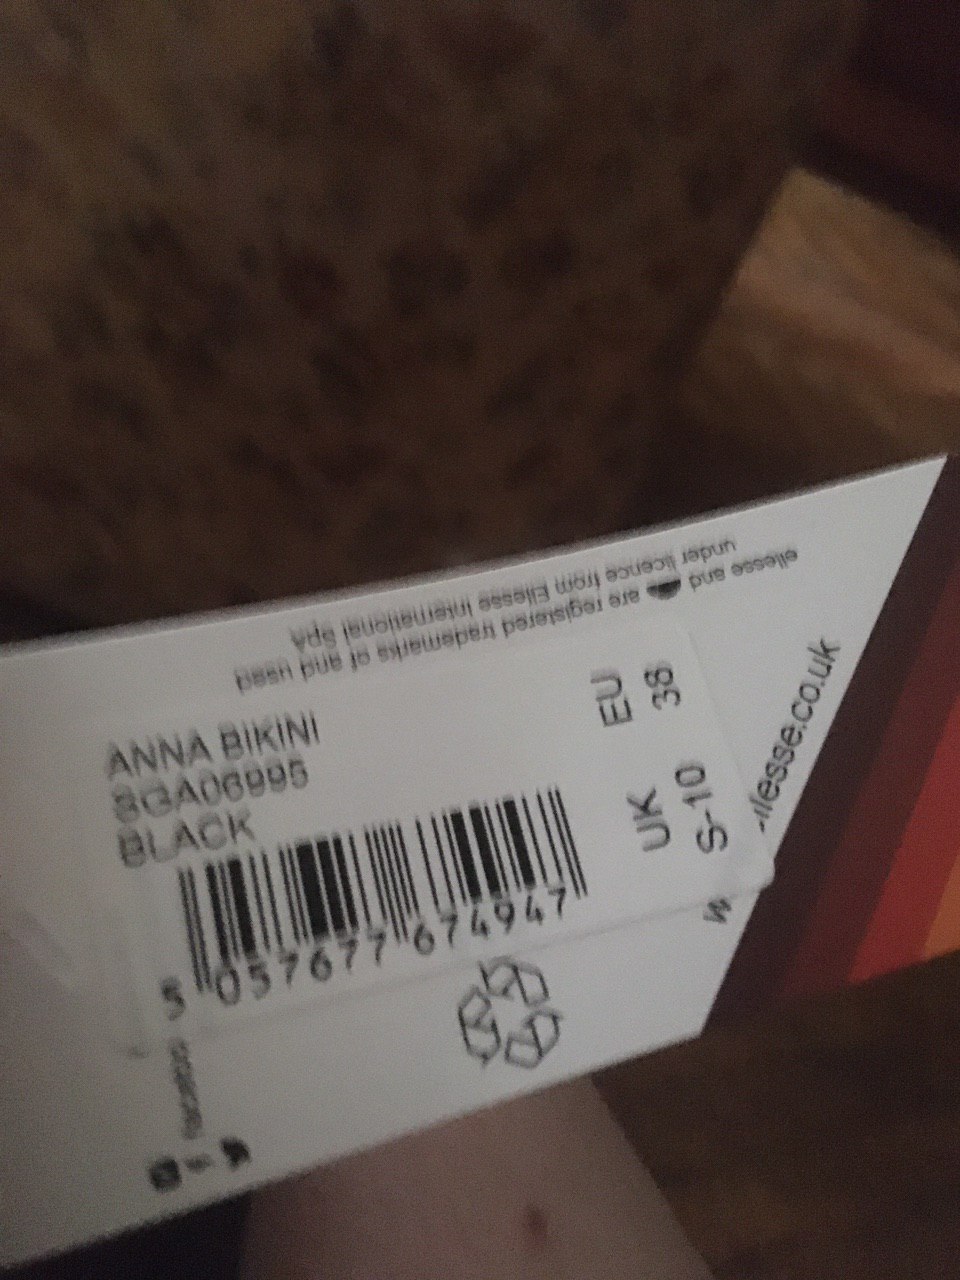 ellesse and are registered trademarks of and used
under licence from Ellesse International SpA
ANNA BIKINI
SGA06995
BLACK
5 057677 674947
EU
38
UK
S-10
llesse.co.uk